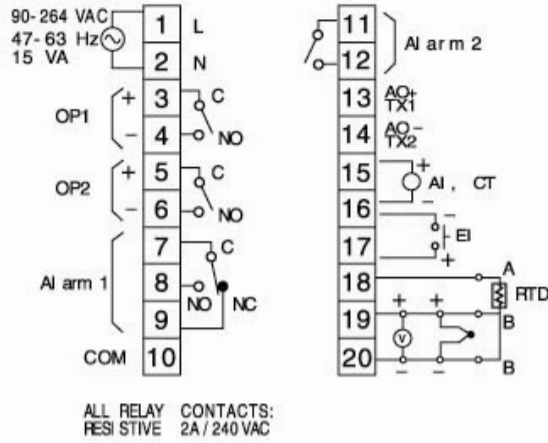 90-264 VAC
47-63 Hz
15 VA
1 L
2 N
OP1 + 3 C
− 4 NO
OP2 + 5 C
− 6 NO
7 C
Alarm 1 8 NO NC
9
COM 10
ALL RELAY CONTACTS:
RESISTIVE 2A / 240 VAC
11
12 Alarm 2
13 AO+
TX1
14 AO−
TX2
15 + AI, CT
16 − −
17 EI +
18 A
RTD
19 + + B
V
20 − − B